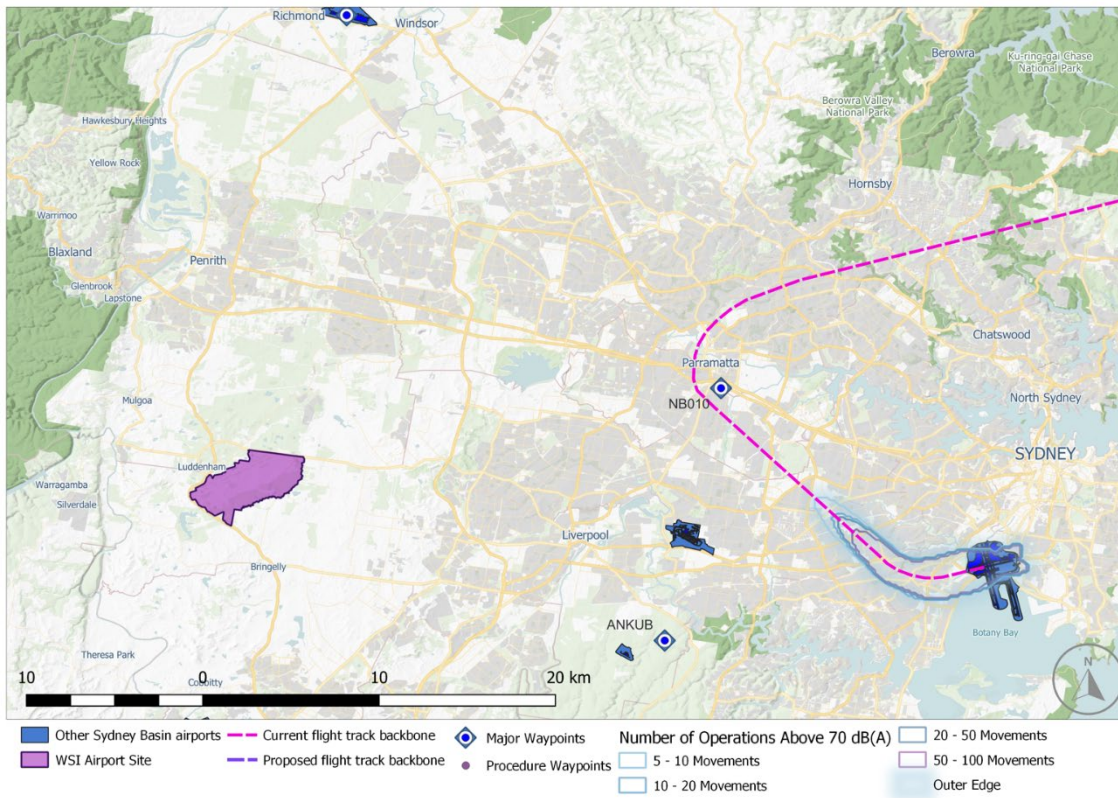 Richmond
Windsor
Berowra
Ku-ring-gai Chase
National Park
Berowra Valley
National Park
Hawkesbury Heights
Yellow Rock
Hornsby
Warrimoo
Blaxland
Penrith
Glenbrook
Lapstone
Chatswood
Parramatta
Mulgoa
NB010
North Sydney
SYDNEY
Luddenham
Warragamba
Silverdale
Liverpool
Bringelly
ANKUB
Botany Bay
Theresa Park
Cobbitty
N
10 0 10 20 km
Other Sydney Basin airports
WSI Airport Site
Current flight track backbone
Proposed flight track backbone
Major Waypoints
Procedure Waypoints
Number of Operations Above 70 dB(A)
5 - 10 Movements
10 - 20 Movements
20 - 50 Movements
50 - 100 Movements
Outer Edge